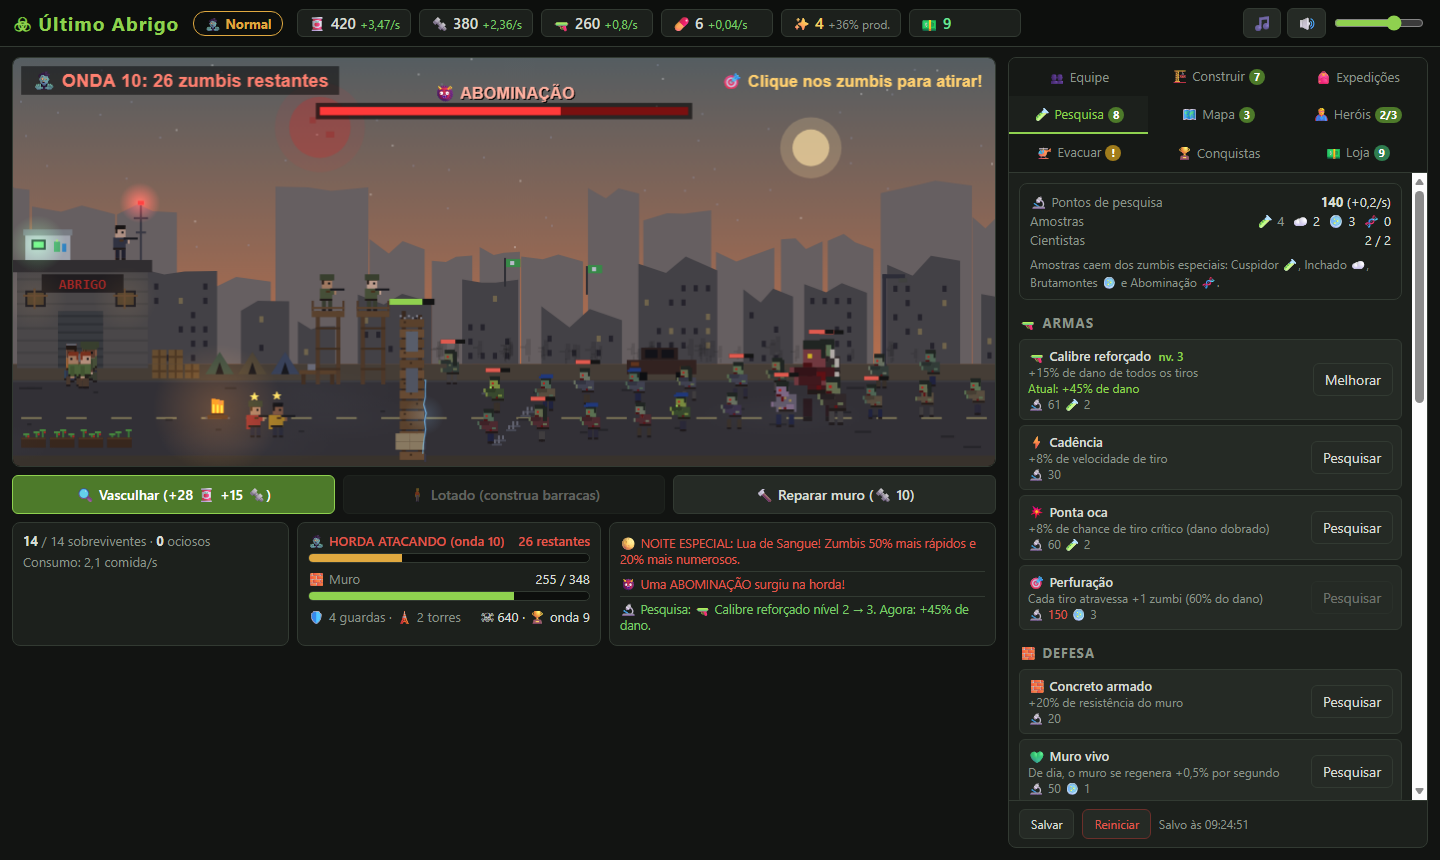 Último Abrigo
Normal
420 +3,47/s
380 +2,36/s
260 +0,8/s
6 +0,04/s
4 +36% prod.
9
ONDA 10: 26 zumbis restantes
ABOMINAÇÃO
Clique nos zumbis para atirar!
ABRIGO
Vasculhar (+28 +15 )
Lotado (construa barracas)
Reparar muro ( 10)
14 / 14 sobreviventes · 0 ociosos
Consumo: 2,1 comida/s
HORDA ATACANDO (onda 10) 26 restantes
Muro 255 / 348
4 guardas · 2 torres 640 · onda 9
NOITE ESPECIAL: Lua de Sangue! Zumbis 50% mais rápidos e
20% mais numerosos.
Uma ABOMINAÇÃO surgiu na horda!
Pesquisa: Calibre reforçado nível 2 → 3. Agora: +45% de
dano.
Equipe
Construir 7
Expedições
Pesquisa 8
Mapa 3
Heróis 2/3
Evacuar !
Conquistas
Loja 9
Pontos de pesquisa 140 (+0,2/s)
Amostras 4 2 3 0
Cientistas 2 / 2
Amostras caem dos zumbis especiais: Cuspidor , Inchado ,
Brutamontes e Abominação .
ARMAS
Calibre reforçado nv. 3
+15% de dano de todos os tiros
Atual: +45% de dano
61 2
Melhorar
Cadência
+8% de velocidade de tiro
30
Pesquisar
Ponta oca
+8% de chance de tiro crítico (dano dobrado)
60 2
Pesquisar
Perfuração
Cada tiro atravessa +1 zumbi (60% do dano)
150 3
Pesquisar
DEFESA
Concreto armado
+20% de resistência do muro
20
Pesquisar
Muro vivo
De dia, o muro se regenera +0,5% por segundo
50 1
Pesquisar
Salvar
Reiniciar
Salvo às 09:24:51